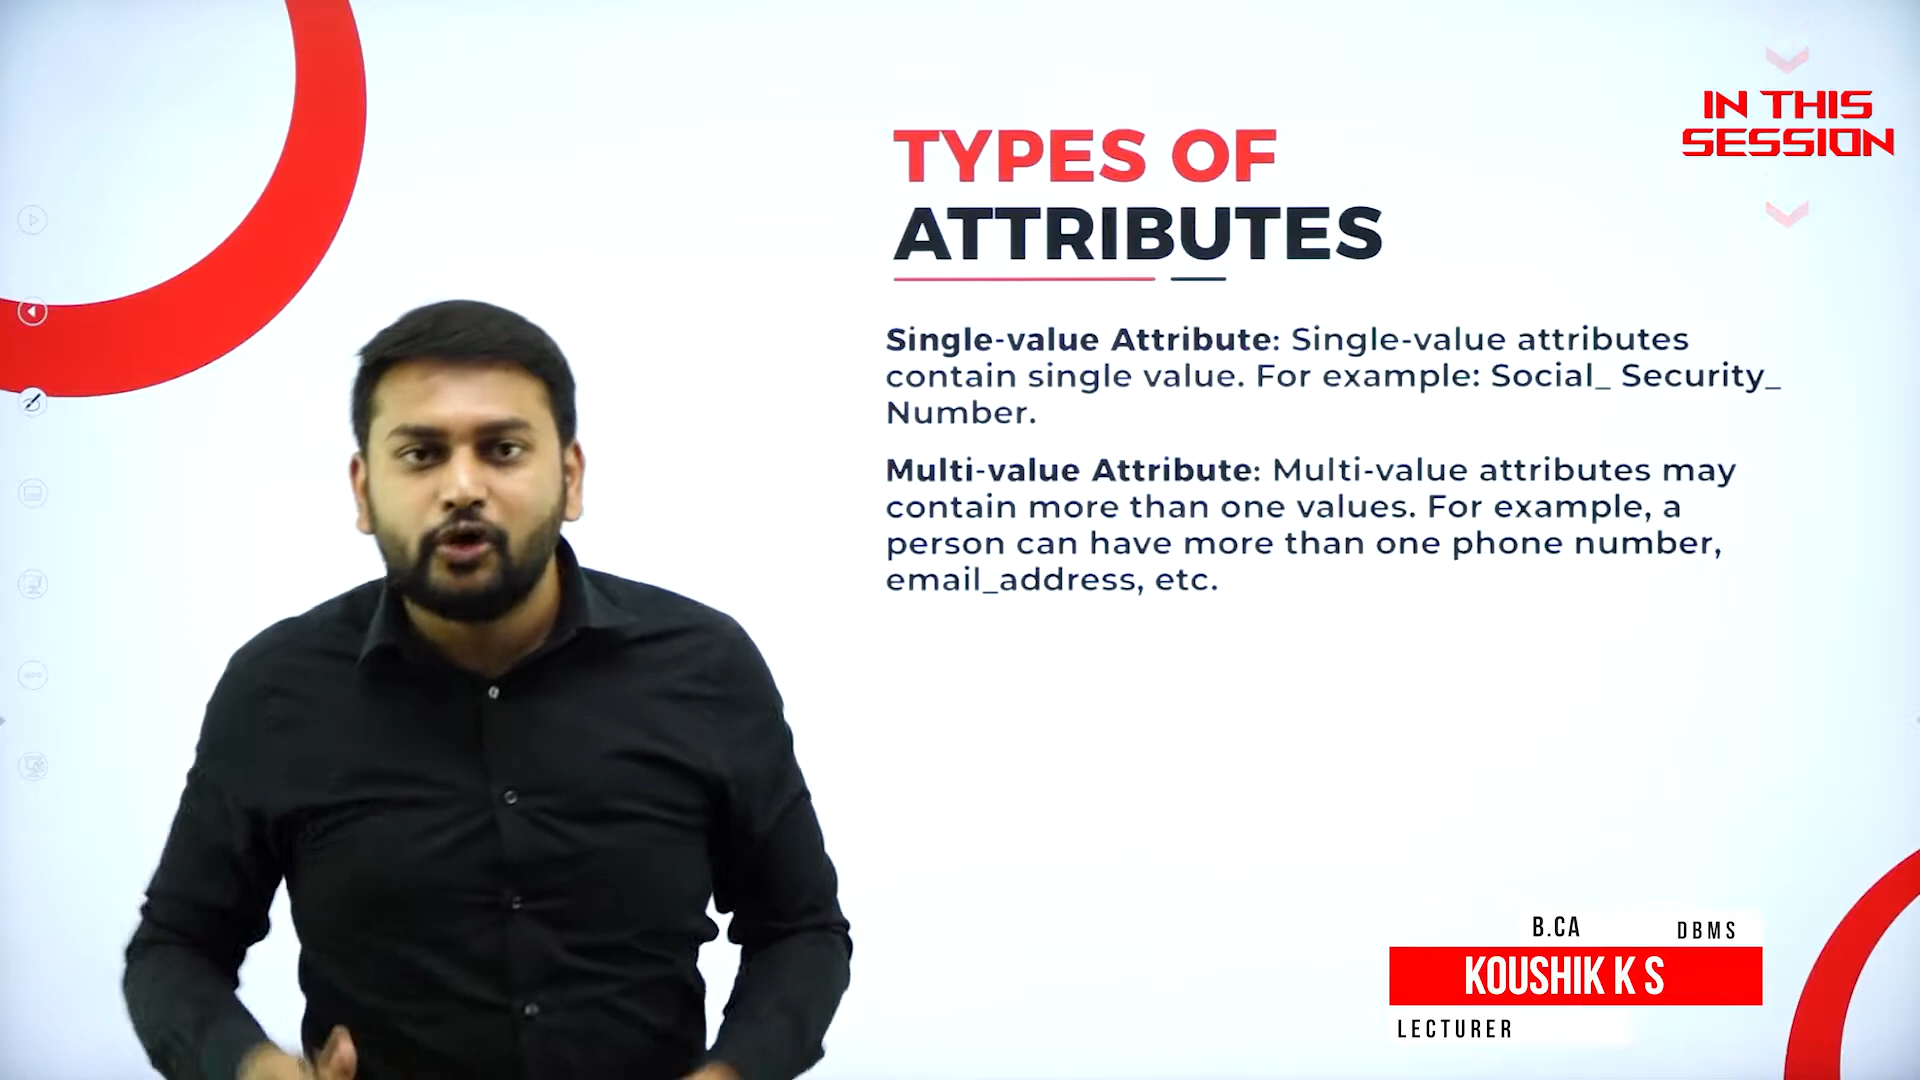 IN THIS
SESSION
TYPES OF
ATTRIBUTES
Single-value Attribute: Single-value attributes
contain single value. For example: Social_ Security_
Number.
Multi-value Attribute: Multi-value attributes may
contain more than one values. For example, a
person can have more than one phone number,
email_address, etc.
B.CA
DBMS
KOUSHIK K S
LECTURER